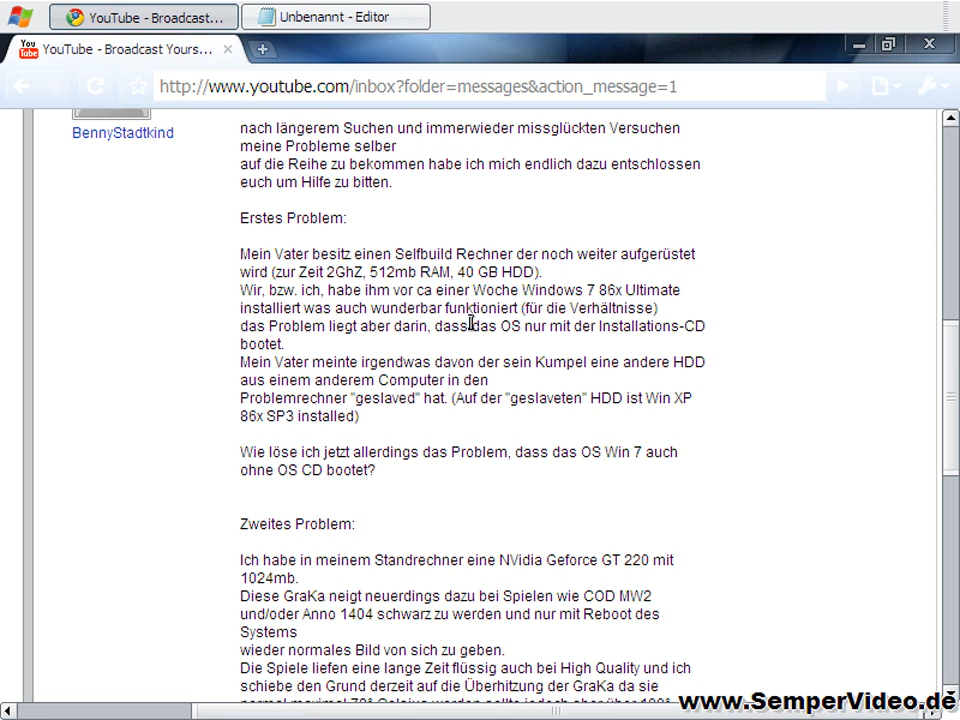 YouTube - Broadcast...
Unbenannt - Editor
You Tube
YouTube - Broadcast Yours...
http://www.youtube.com/inbox?folder=messages&action_message=1
BennyStadtkind
nach längerem Suchen und immerwieder missglückten Versuchen
meine Probleme selber
auf die Reihe zu bekommen habe ich mich endlich dazu entschlossen
euch um Hilfe zu bitten.
Erstes Problem:
Mein Vater besitz einen Selfbuild Rechner der noch weiter aufgerüstet
wird (zur Zeit 2GhZ, 512mb RAM, 40 GB HDD).
Wir, bzw. ich, habe ihm vor ca einer Woche Windows 7 86x Ultimate
installiert was auch wunderbar funktioniert (für die Verhältnisse)
das Problem liegt aber darin, dass das OS nur mit der Installations-CD
bootet.
Mein Vater meinte irgendwas davon der sein Kumpel eine andere HDD
aus einem anderem Computer in den
Problemrechner "geslaved" hat. (Auf der "geslaveten" HDD ist Win XP
86x SP3 installed)
Wie löse ich jetzt allerdings das Problem, dass das OS Win 7 auch
ohne OS CD bootet?
Zweites Problem:
Ich habe in meinem Standrechner eine NVidia Geforce GT 220 mit
1024mb.
Diese GraKa neigt neuerdings dazu bei Spielen wie COD MW2
und/oder Anno 1404 schwarz zu werden und nur mit Reboot des
Systems
wieder normales Bild von sich zu geben.
Die Spiele liefen eine lange Zeit flüssig auch bei High Quality und ich
schiebe den Grund derzeit auf die Überhitzung der GraKa da sie
www.SemperVideo.de